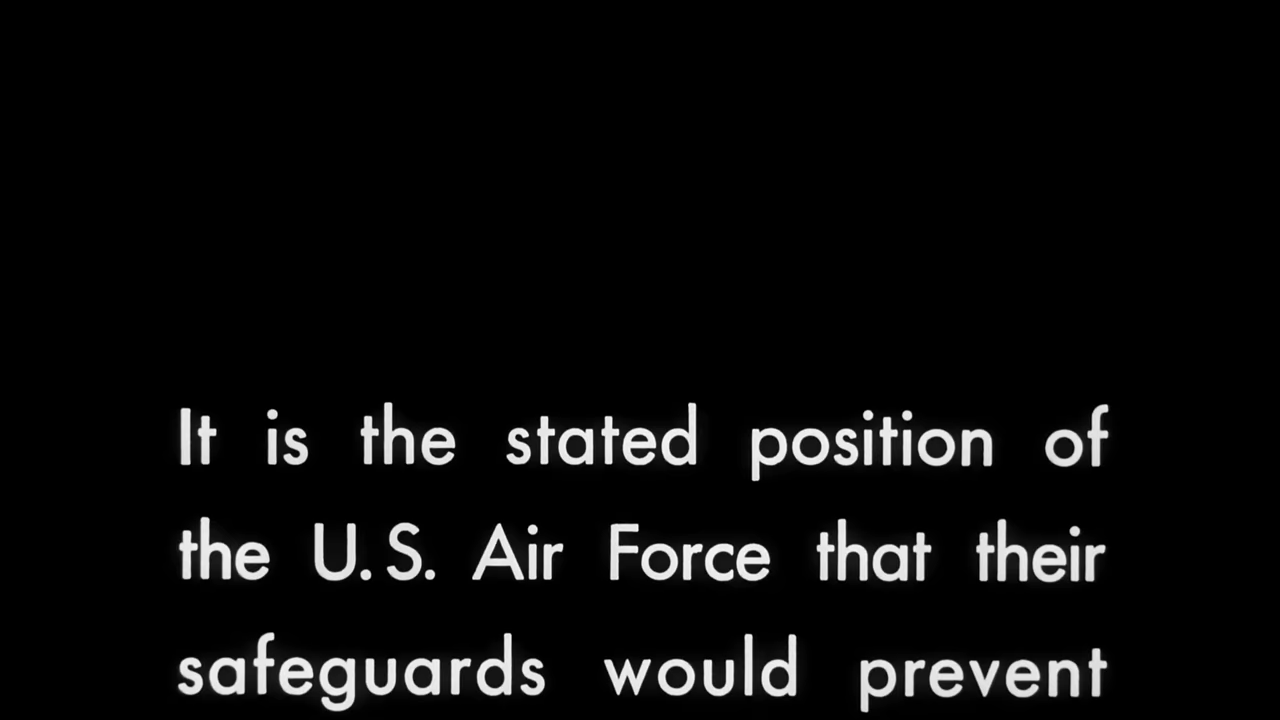 It is the stated position of
the U.S. Air Force that their
safeguards would prevent